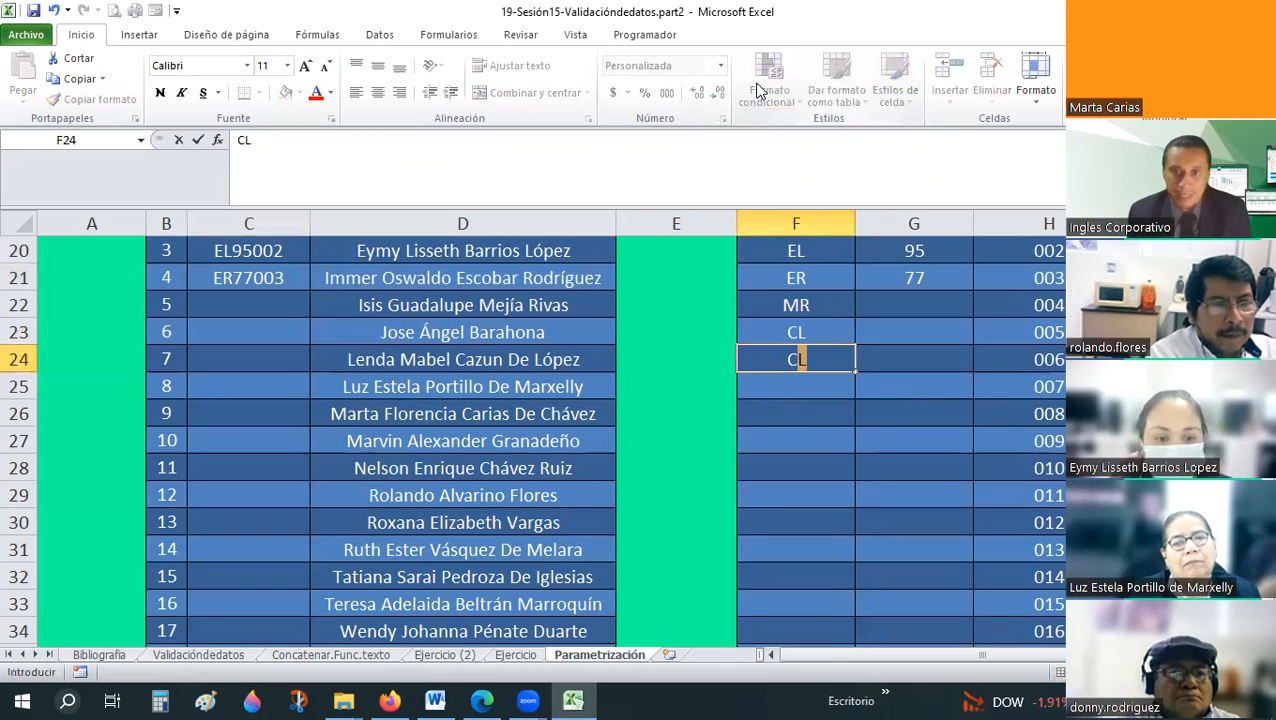 19-Sesión15-Validacióndedatos.part2 - Microsoft Excel
Archivo Inicio Insertar Diseño de página Fórmulas Datos Formularios Revisar Vista Programador
Pegar
Cortar
Copiar
Copiar formato
Portapapeles
Calibri 11
N K S
Fuente
Ajustar texto
Combinar y centrar
Alineación
Personalizada
$ % 000
Número
Formato condicional
Dar formato como tabla
Estilos de celda
Estilos
Insertar Eliminar Formato
Celdas
F24 fx CL
A B C D E F G H
20 3 EL95002 Eymy Lisseth Barrios López EL 95 002
21 4 ER77003 Immer Oswaldo Escobar Rodríguez ER 77 003
22 5 Isis Guadalupe Mejía Rivas MR 004
23 6 Jose Ángel Barahona CL 005
24 7 Lenda Mabel Cazun De López CL 006
25 8 Luz Estela Portillo De Marxelly 007
26 9 Marta Florencia Carias De Chávez 008
27 10 Marvin Alexander Granadeño 009
28 11 Nelson Enrique Chávez Ruiz 010
29 12 Rolando Alvarino Flores 011
30 13 Roxana Elizabeth Vargas 012
31 14 Ruth Ester Vásquez De Melara 013
32 15 Tatiana Sarai Pedroza De Iglesias 014
33 16 Teresa Adelaida Beltrán Marroquín 015
34 17 Wendy Johanna Pénate Duarte 016
Bibliografia Validacióndedatos Concatenar.Func.texto Ejercicio (2) Ejercicio Parametrización
Introducir
Escritorio » DOW -1,91%
Marta Carias
Ingles Corporativo
rolando.flores
Eymy Lisseth Barrios Lopez
Luz Estela Portillo de Marxelly
donny.rodriguez